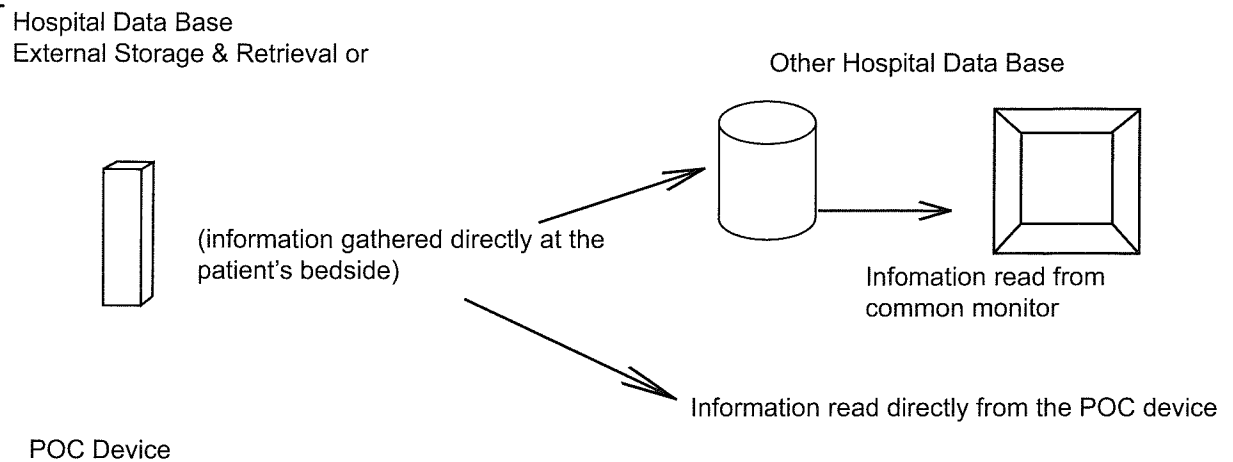 Hospital Data Base
External Storage & Retrieval or
Other Hospital Data Base
(information gathered directly at the
patient's bedside)
Infomation read from
common monitor
Information read directly from the POC device
POC Device